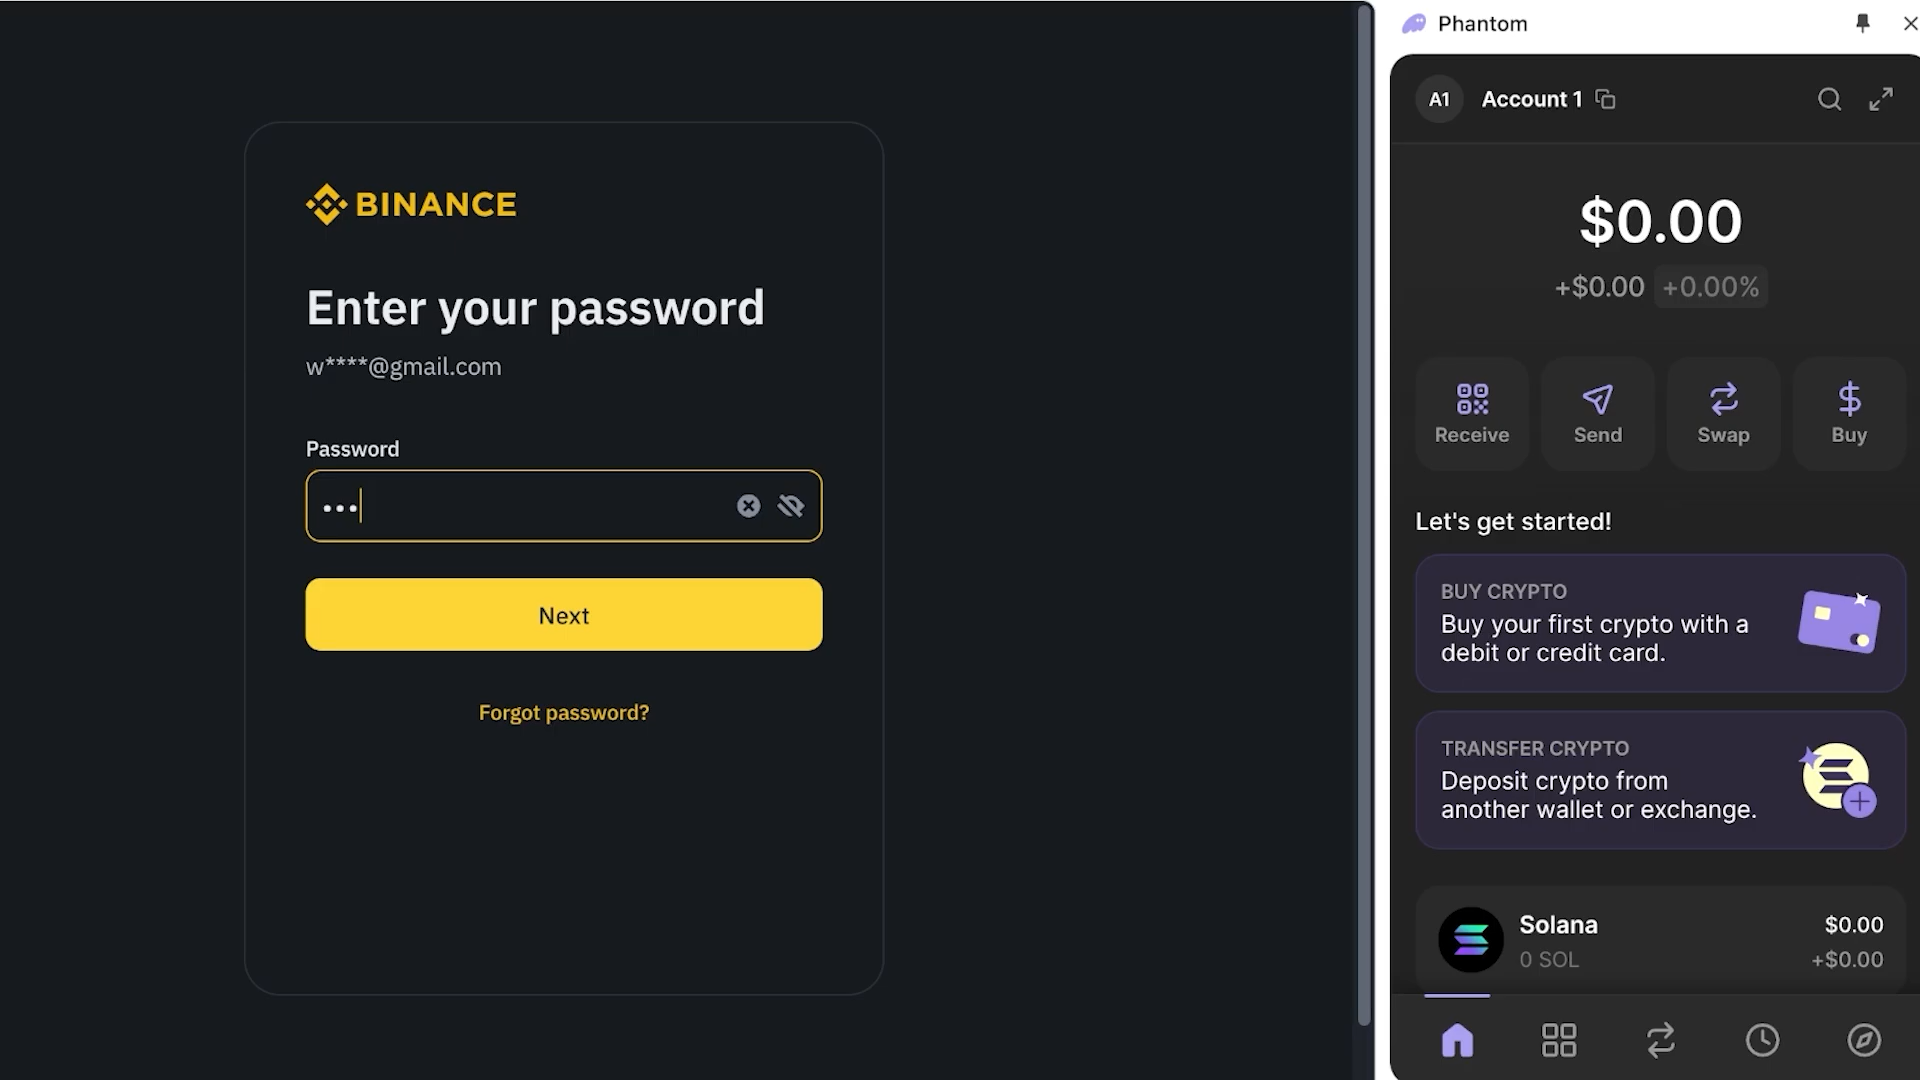 BINANCE
Enter your password
w****@gmail.com
Password
•••
Next
Forgot password?
Phantom
A1
Account 1
$0.00
+$0.00 +0.00%
Receive
Send
Swap
Buy
Let's get started!
BUY CRYPTO
Buy your first crypto with a
debit or credit card.
TRANSFER CRYPTO
Deposit crypto from
another wallet or exchange.
Solana
$0.00
0 SOL
+$0.00